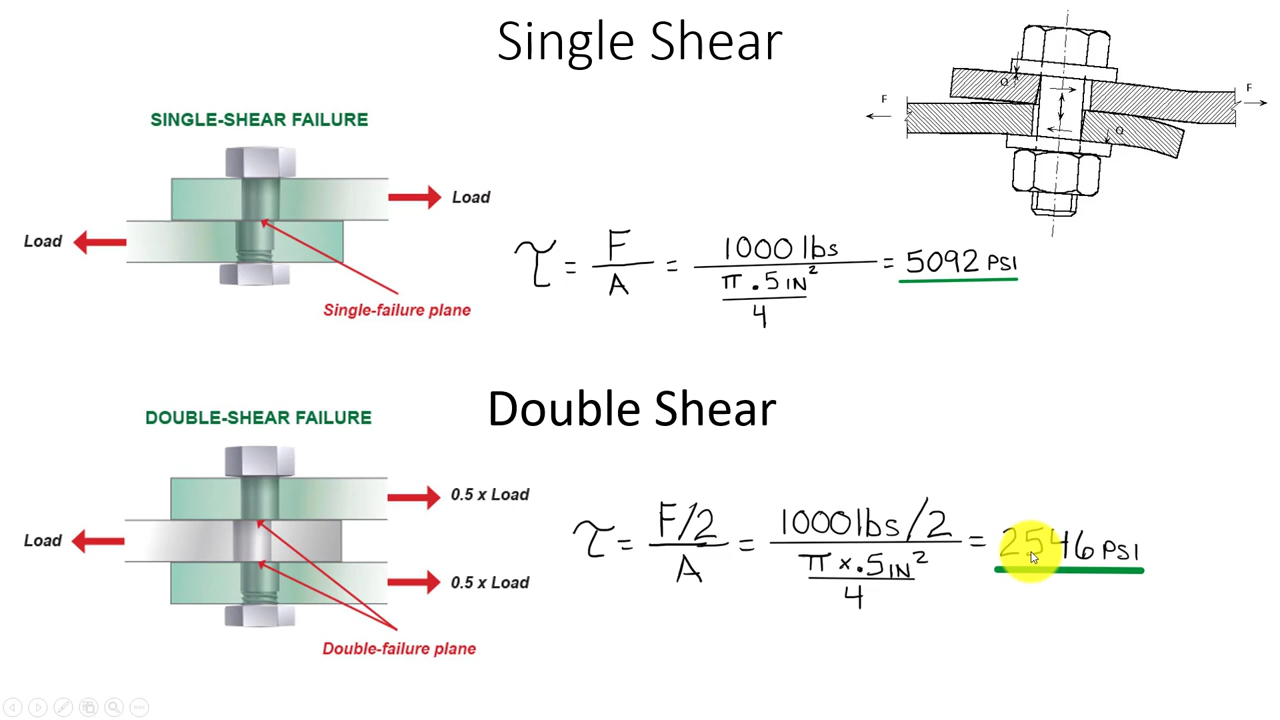 Single Shear
SINGLE-SHEAR FAILURE
Load
Load
Single-failure plane
F
F
Q
Q
τ = F/A = 1000 lbs / (π . .5 IN² / 4) = 5092 PSI
Double Shear
DOUBLE-SHEAR FAILURE
0.5 x Load
Load
0.5 x Load
Double-failure plane
τ = F/2 / A = 1000 lbs/2 / (π × .5 IN² / 4) = 2546 PSI